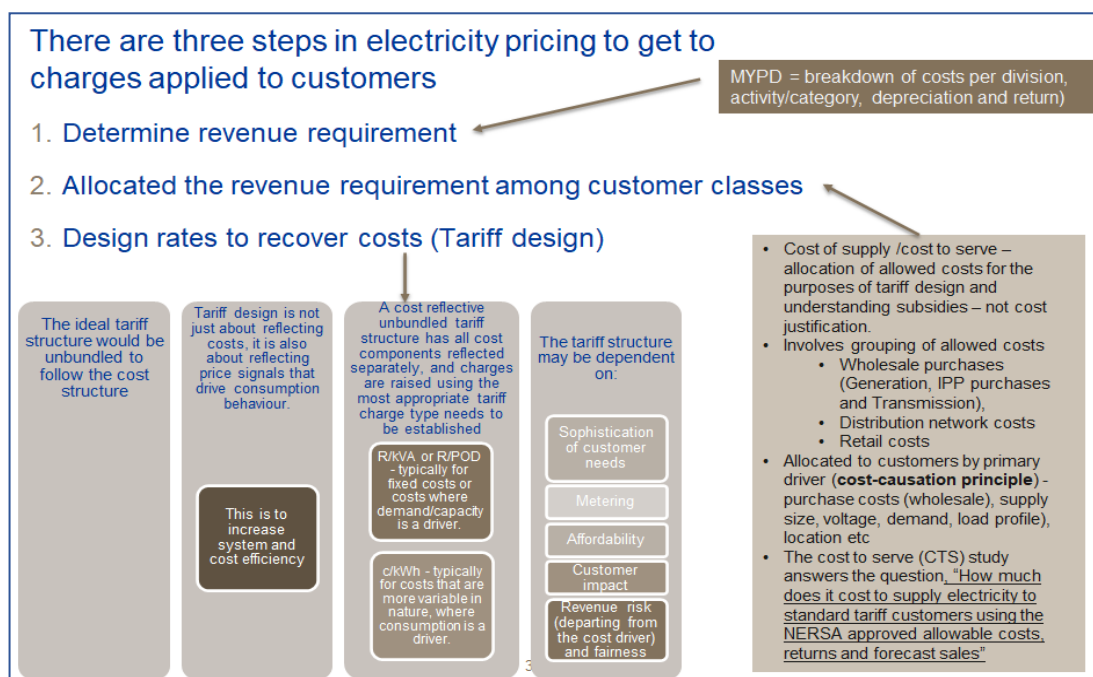 There are three steps in electricity pricing to get to
charges applied to customers
MYPD = breakdown of costs per division,
activity/category, depreciation and return)
1. Determine revenue requirement
2. Allocated the revenue requirement among customer classes
3. Design rates to recover costs (Tariff design)
The ideal tariff
structure would be
unbundled to
follow the cost
structure
Tariff design is not
just about reflecting
costs, it is also
about reflecting
price signals that
drive consumption
behaviour.
This is to
increase
system and
cost efficiency
A cost reflective
unbundled tariff
structure has all cost
components reflected
separately, and charges
are raised using the
most appropriate tariff
charge type needs to
be established
R/kVA or R/POD
- typically for
fixed costs or
costs where
demand/capacity
is a driver.
c/kWh - typically
for costs that are
more variable in
nature, where
consumption is a
driver.
The tariff structure
may be dependent
on:
Sophistication
of customer
needs
Metering
Affordability
Customer
impact
Revenue risk
(departing from
the cost driver)
and fairness
3
• Cost of supply /cost to serve –
allocation of allowed costs for the
purposes of tariff design and
understanding subsidies – not cost
justification.
• Involves grouping of allowed costs
• Wholesale purchases
(Generation, IPP purchases
and Transmission),
• Distribution network costs
• Retail costs
• Allocated to customers by primary
driver (cost-causation principle) -
purchase costs (wholesale), supply
size, voltage, demand, load profile),
location etc
• The cost to serve (CTS) study
answers the question, “How much
does it cost to supply electricity to
standard tariff customers using the
NERSA approved allowable costs,
returns and forecast sales”